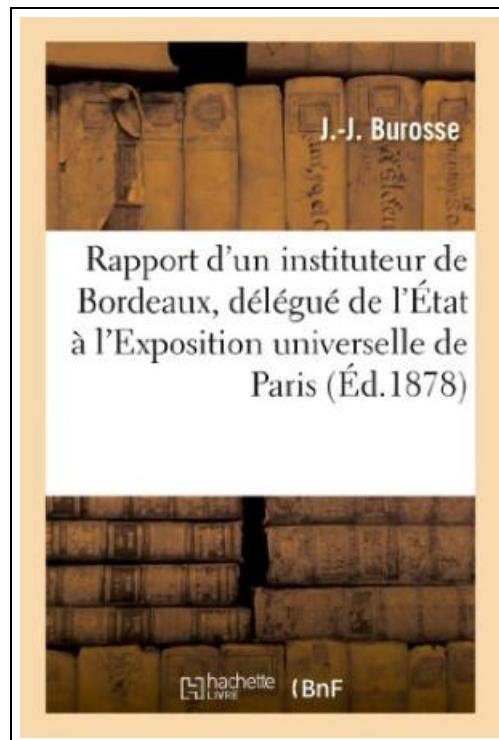 J.-J. Burosse
Rapport d'un instituteur de
Bordeaux, délégué de l'État
à l'Exposition universelle de
Paris (Éd.1878)
hachette
LIVRE
(BnF